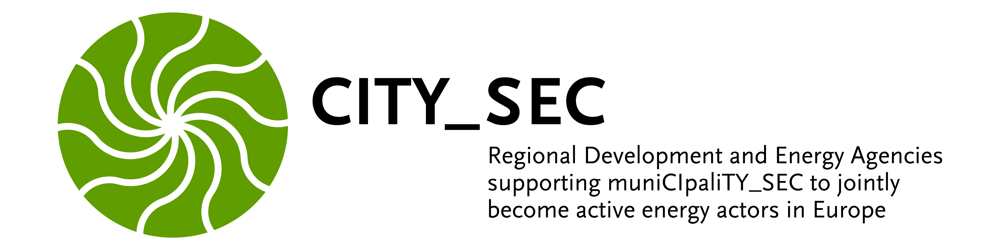 CITY_SEC
Regional Development and Energy Agencies
supporting muniCIpaliTY_SEC to jointly
become active energy actors in Europe